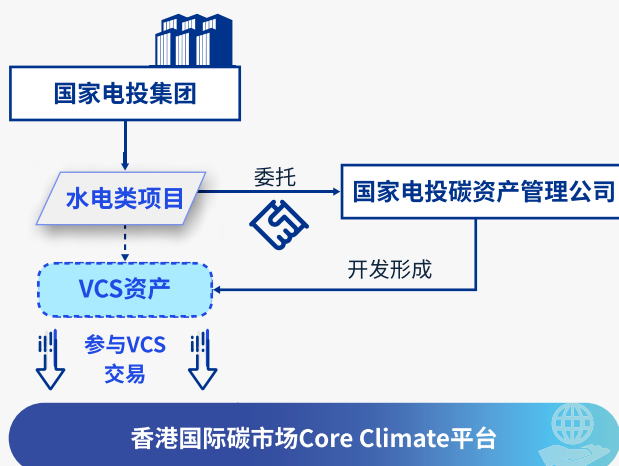 国家电投集团
水电类项目
委托
国家电投碳资产管理公司
开发形成
VCS资产
参与VCS
交易
香港国际碳市场Core Climate平台